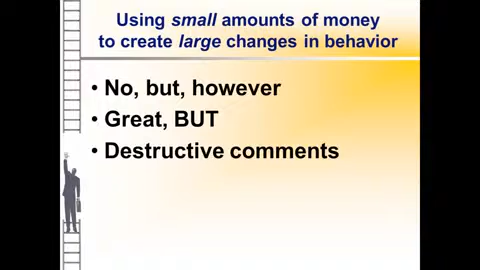 Using small amounts of money
to create large changes in behavior
• No, but, however
• Great, BUT
• Destructive comments